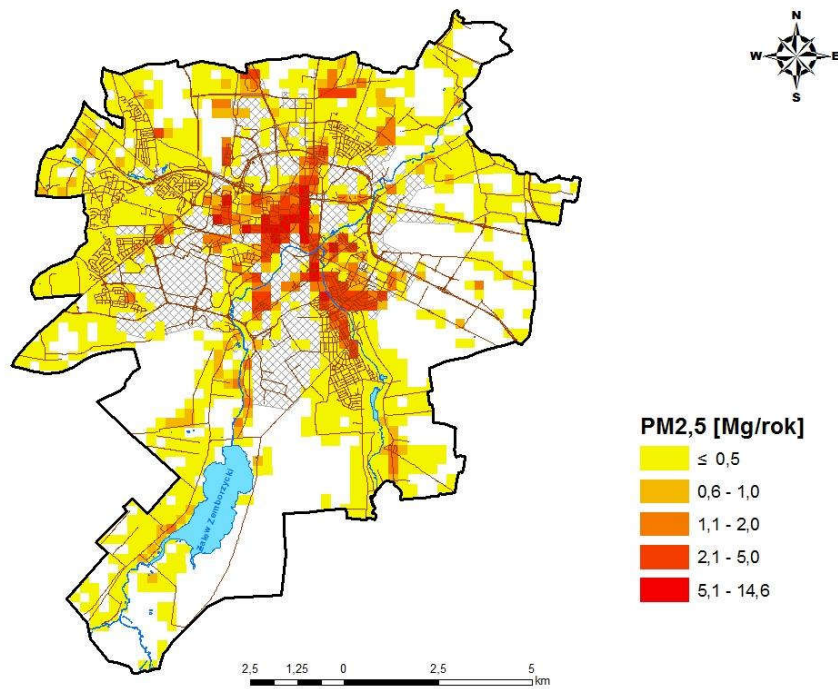 N
W E
S
Zalew Zemborzycki
PM2,5 [Mg/rok]
≤ 0,5
0,6 - 1,0
1,1 - 2,0
2,1 - 5,0
5,1 - 14,6
2,5 1,25 0 2,5 5
km